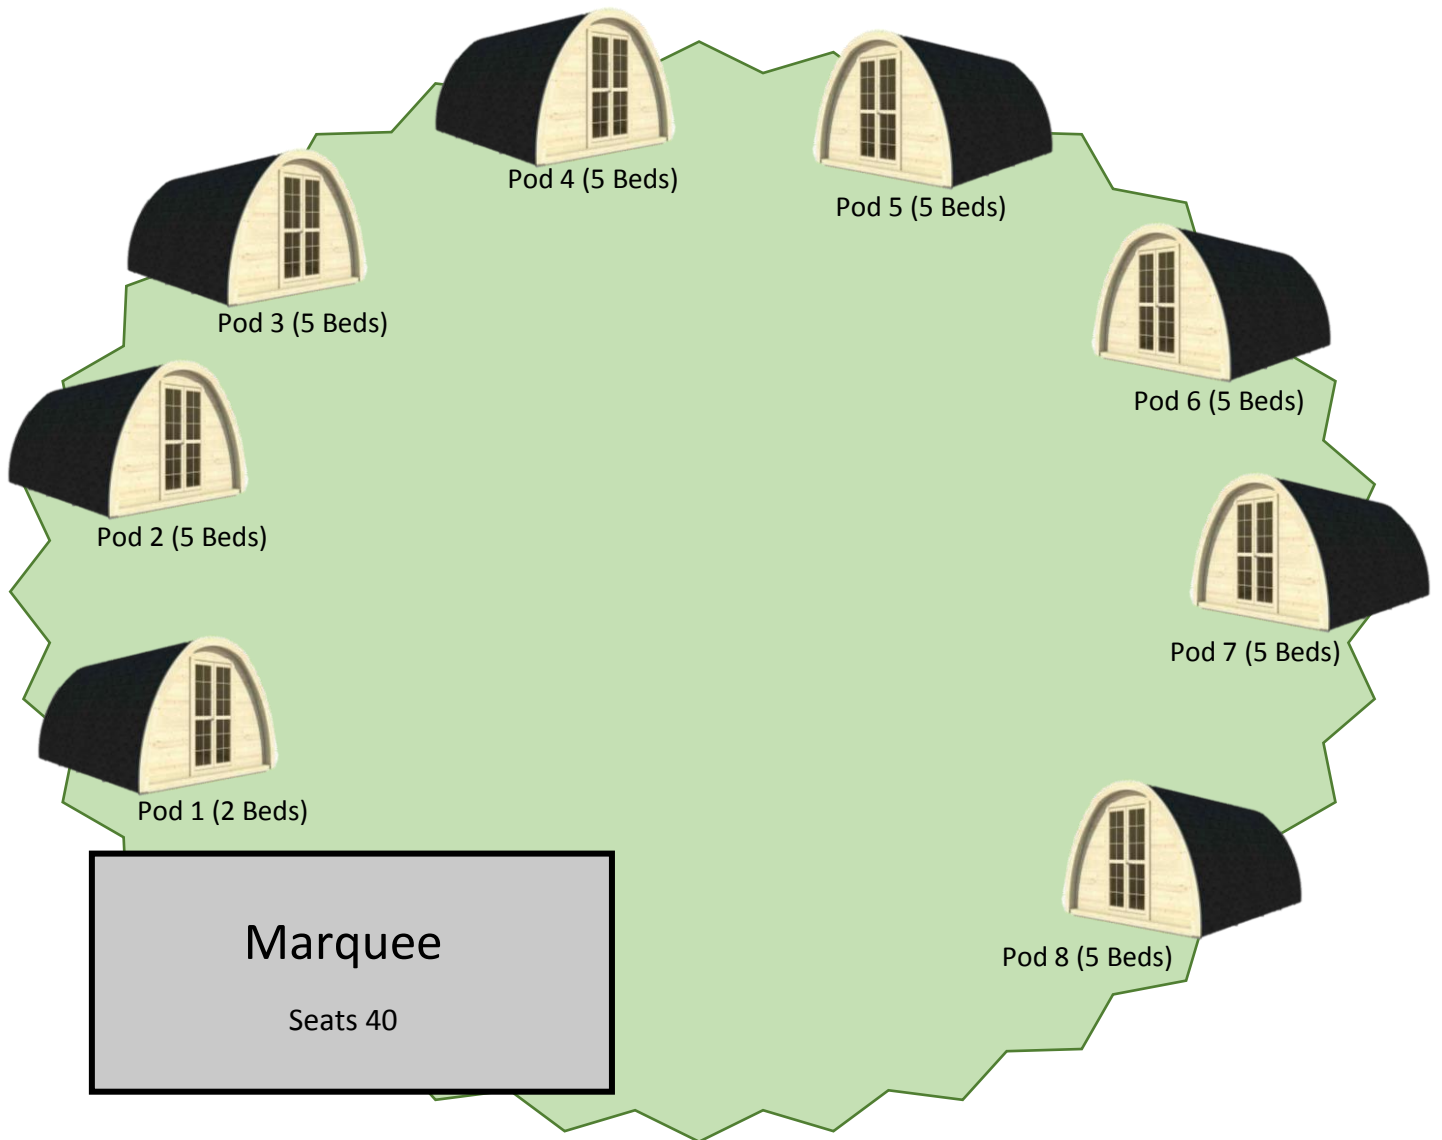 Pod 4 (5 Beds)
Pod 5 (5 Beds)
Pod 3 (5 Beds)
Pod 6 (5 Beds)
Pod 2 (5 Beds)
Pod 7 (5 Beds)
Pod 1 (2 Beds)
Marquee
Pod 8 (5 Beds)
Seats 40